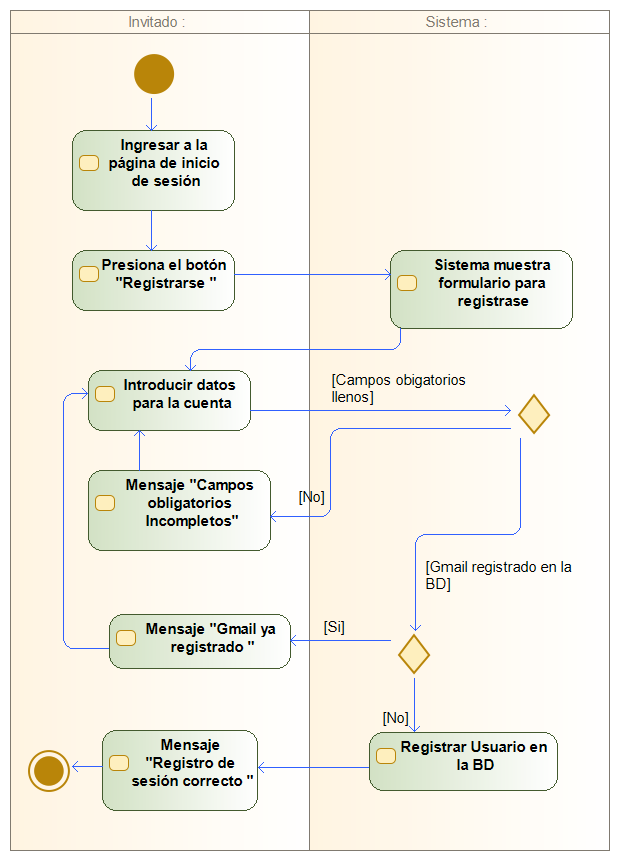 Invitado :
Sistema :
Ingresar a la
página de inicio
de sesión
Presiona el botón
"Registrarse "
Sistema muestra
formulario para
registrase
Introducir datos
para la cuenta
[Campos obigatorios
llenos]
Mensaje "Campos
obligatorios
Incompletos"
[No]
[Gmail registrado en la
BD]
Mensaje "Gmail ya
registrado "
[Si]
[No]
Registrar Usuario en
la BD
Mensaje
"Registro de
sesión correcto "